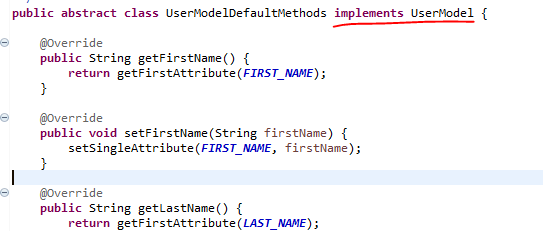 public abstract class UserModelDefaultMethods implements UserModel {
@Override
public String getFirstName() {
return getFirstAttribute(FIRST_NAME);
}
@Override
public void setFirstName(String firstName) {
setSingleAttribute(FIRST_NAME, firstName);
}
@Override
public String getLastName() {
return getFirstAttribute(LAST_NAME);